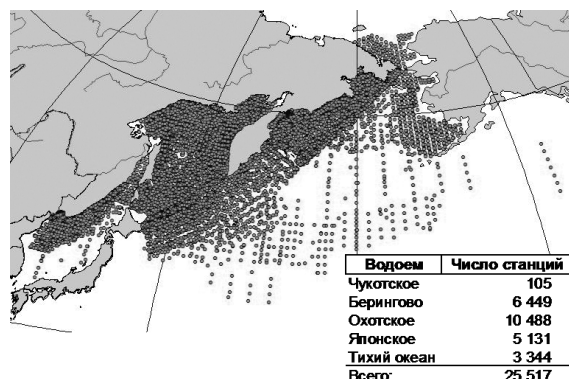 Водоем Число станций
Чукотское 105
Берингово 6 449
Охотское 10 488
Японское 5 131
Тихий океан 3 344
Всего: 25 517